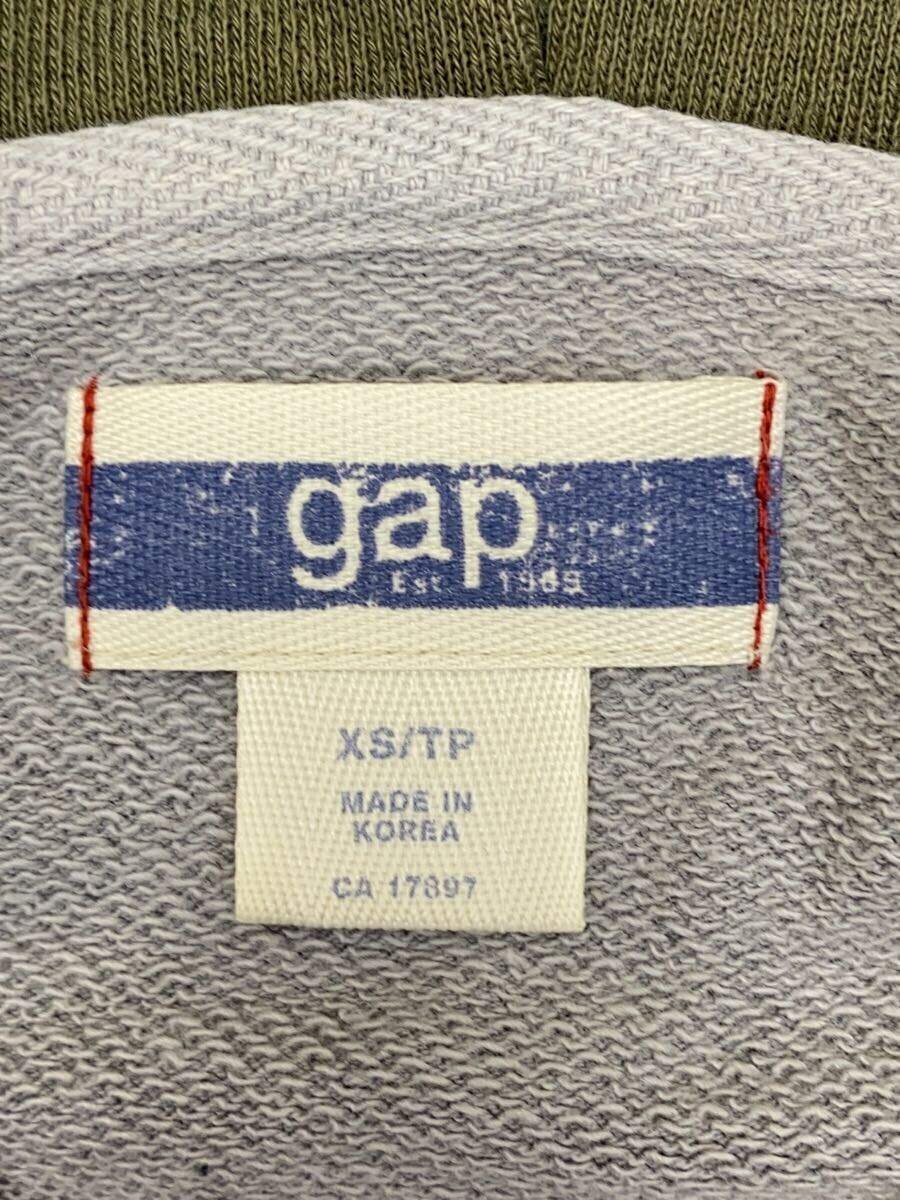 gap
Est. 1969
XS/TP
MADE IN
KOREA
CA 17897